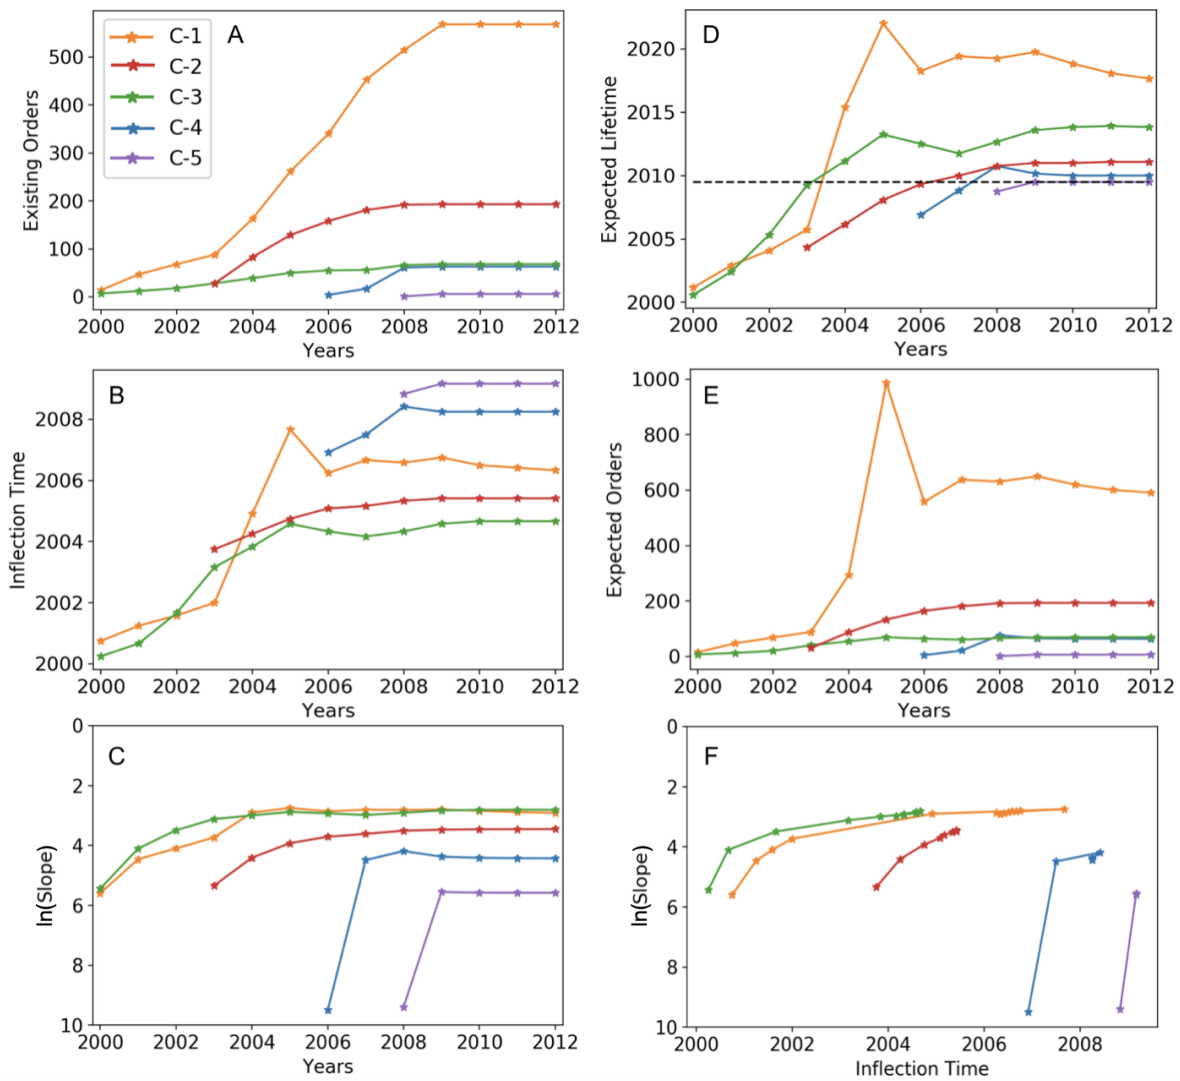 A
C-1
C-2
C-3
C-4
C-5
500
400
300
200
100
0
Existing Orders
2000 2002 2004 2006 2008 2010 2012
Years
D
2020
2015
2010
2005
2000
Expected Lifetime
2000 2002 2004 2006 2008 2010 2012
Years
B
2008
2006
2004
2002
2000
Inflection Time
2000 2002 2004 2006 2008 2010 2012
Years
E
1000
800
600
400
200
0
Expected Orders
2000 2002 2004 2006 2008 2010 2012
Years
C
0
2
4
6
8
10
ln(Slope)
2000 2002 2004 2006 2008 2010 2012
Years
F
0
2
4
6
8
10
ln(Slope)
2000 2002 2004 2006 2008
Inflection Time